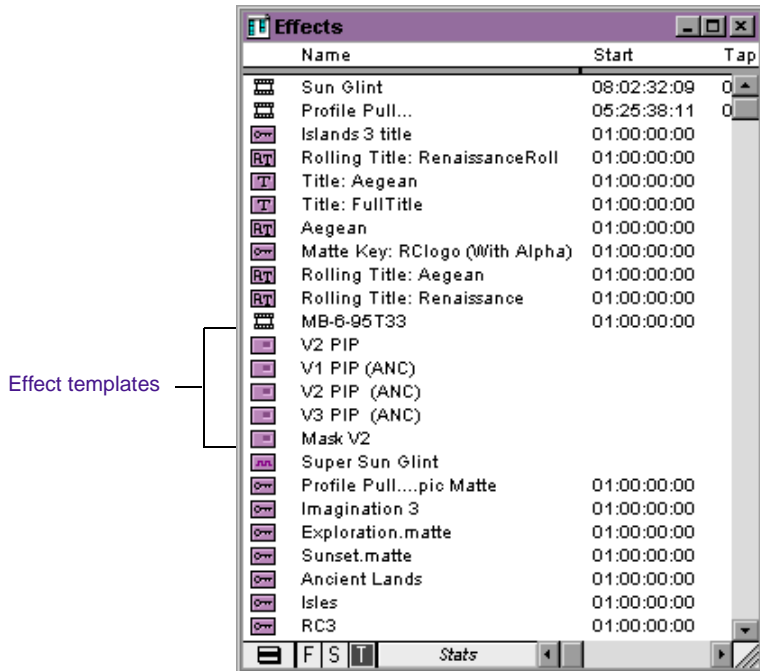 Effects
Name Start Tap
Sun Glint 08:02:32:09 0
Profile Pull... 05:25:38:11 0
Islands 3 title 01:00:00:00
RT Rolling Title: RenaissanceRoll 01:00:00:00
T Title: Aegean 01:00:00:00
T Title: FullTitle 01:00:00:00
RT Aegean 01:00:00:00
Matte Key: RClogo (With Alpha) 01:00:00:00
RT Rolling Title: Aegean 01:00:00:00
RT Rolling Title: Renaissance 01:00:00:00
MB-6-95T33 01:00:00:00
V2 PIP
V1 PIP (ANC)
Effect templates
V2 PIP (ANC)
V3 PIP (ANC)
Mask V2
Super Sun Glint
Profile Pull....pic Matte 01:00:00:00
Imagination 3 01:00:00:00
Exploration.matte 01:00:00:00
Sunset.matte 01:00:00:00
Ancient Lands 01:00:00:00
Isles 01:00:00:00
RC3 01:00:00:00
F S T Stats